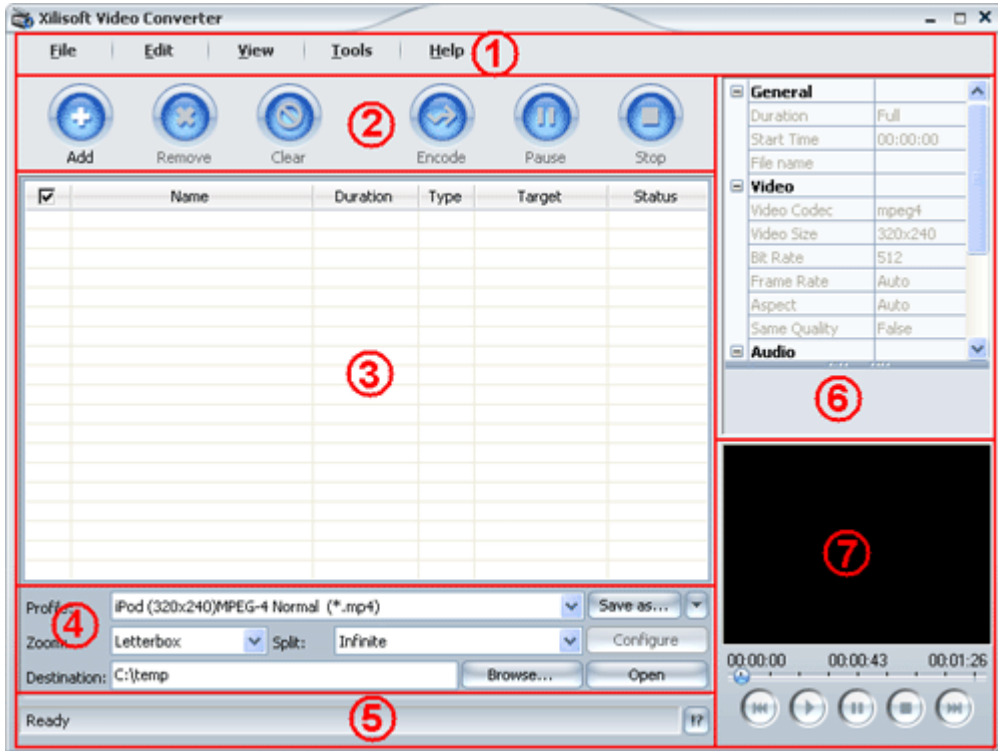 Xilisoft Video Converter
File Edit View Tools Help
1
2
Add Remove Clear Encode Pause Stop
Name Duration Type Target Status
3
General
Duration Full
Start Time 00:00:00
File name
Video
Video Codec mpeg4
Video Size 320x240
Bit Rate 512
Frame Rate Auto
Aspect Auto
Same Quality False
Audio
6
7
00:00:00 00:00:43 00:01:26
4
iPod (320x240)MPEG-4 Normal (*.mp4) Save as...
Letterbox Split: Infinite Configure
Destination: C:\temp Browse... Open
5
Ready !?